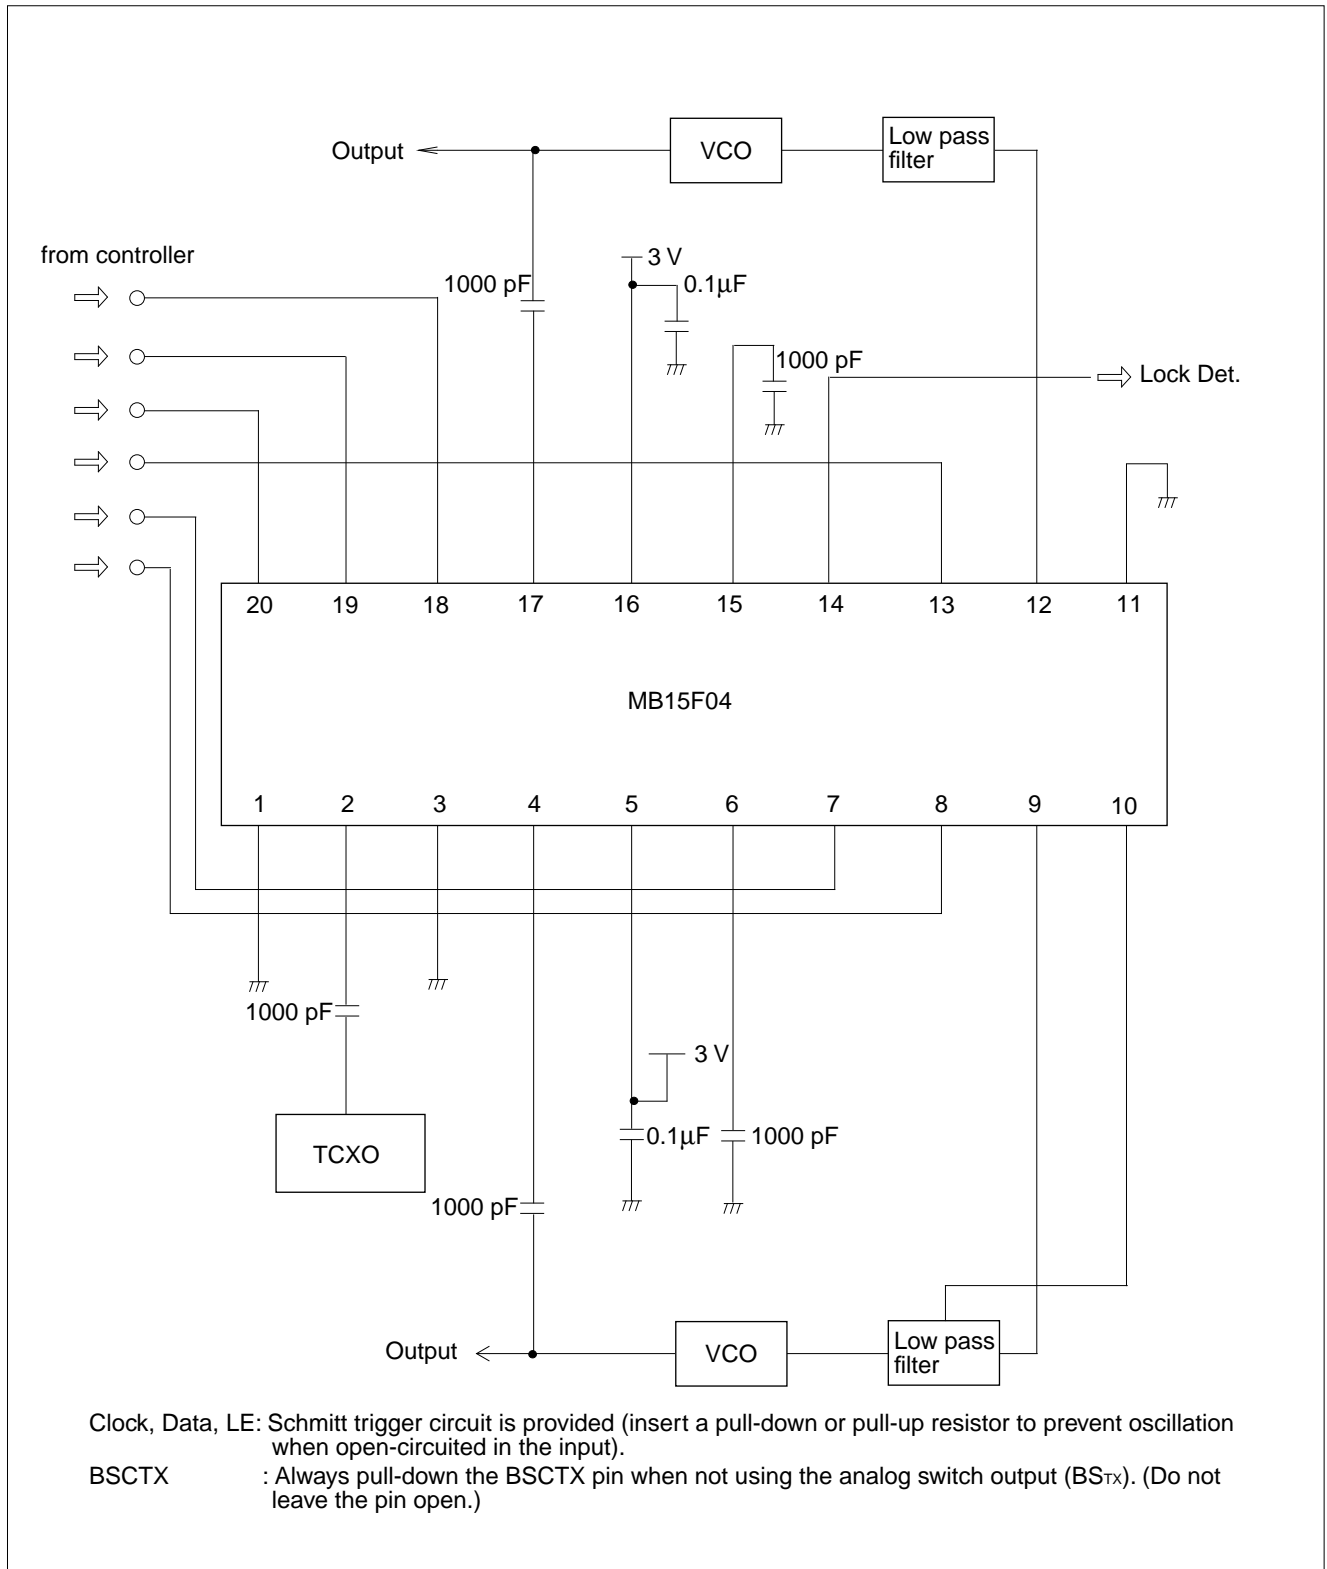 Output
VCO
Low pass
filter
from controller
3 V
1000 pF
0.1µF
1000 pF
Lock Det.
20 19 18 17 16 15 14 13 12 11
MB15F04
1 2 3 4 5 6 7 8 9 10
1000 pF
3 V
TCXO
0.1µF
1000 pF
1000 pF
Output
VCO
Low pass
filter
Clock, Data, LE: Schmitt trigger circuit is provided (insert a pull-down or pull-up resistor to prevent oscillation
when open-circuited in the input).
BSCTX : Always pull-down the BSCTX pin when not using the analog switch output (BSTX). (Do not
leave the pin open.)